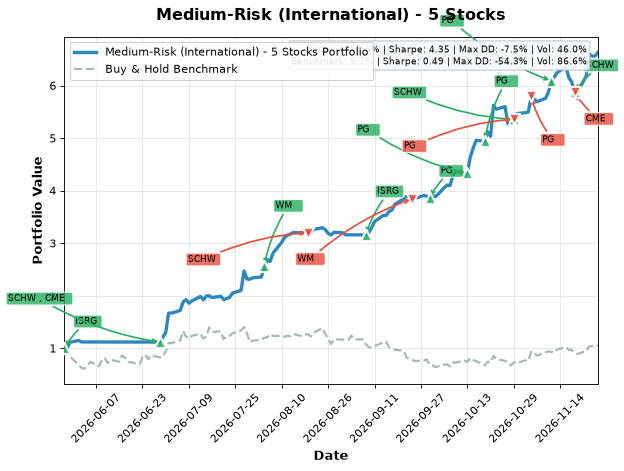 Medium-Risk (International) - 5 Stocks
PG
Medium-Risk (International) - 5 Stocks Portfolio
Buy & Hold Benchmark
% | Sharpe: 4.35 | Max DD: -7.5% | Vol: 46.0%
Benchmark: 5.7% | Sharpe: 0.49 | Max DD: -54.3% | Vol: 86.6%
SCHW
PG
SCHW
CME
PG
PG
PG
PG
ISRG
WM
SCHW
WM
SCHW , CME
ISRG
6
5
4
3
1
Portfolio Value
2026-06-07
2026-06-23
2026-07-09
2026-07-25
2026-08-10
2026-08-26
2026-09-11
2026-09-27
2026-10-13
2026-10-29
2026-11-14
Date